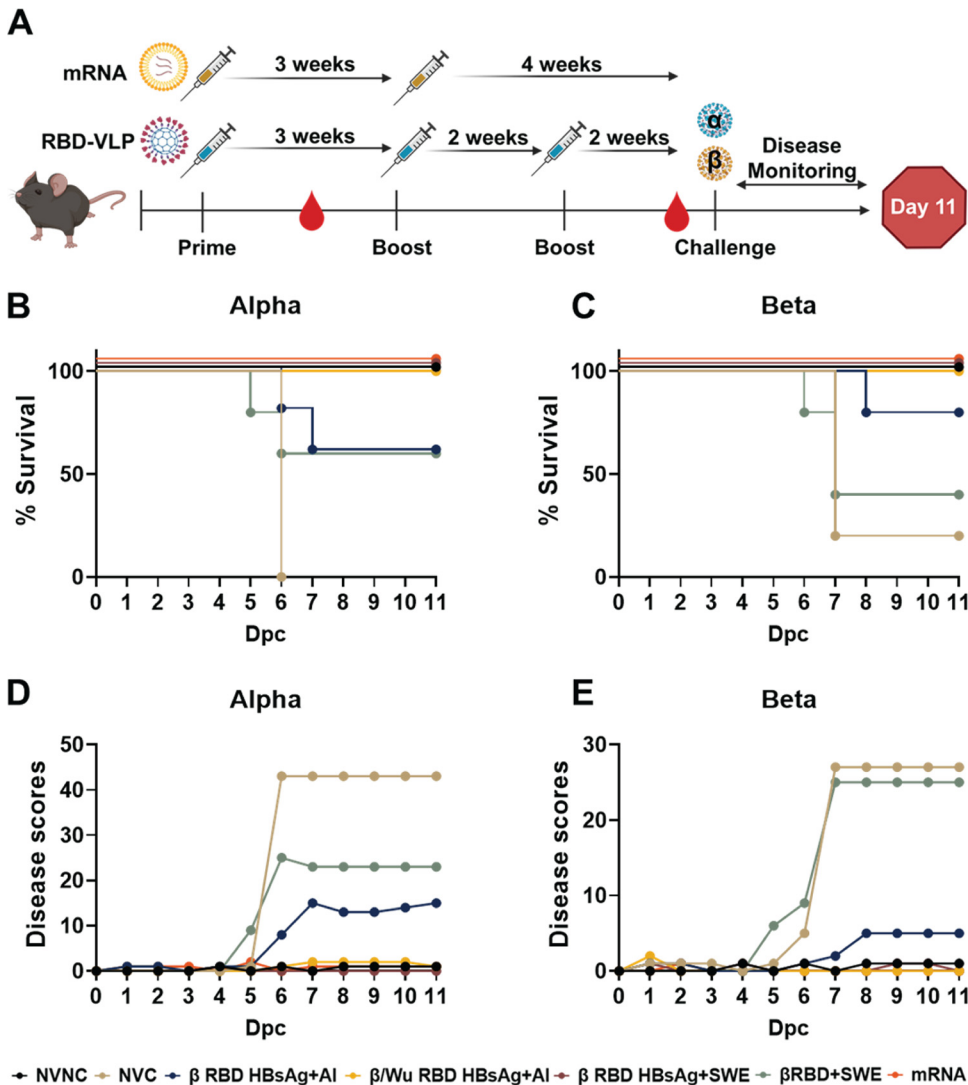 A
mRNA
3 weeks
4 weeks
RBD-VLP
3 weeks
2 weeks
2 weeks
α
β
Disease
Monitoring
Day 11
Prime
Boost
Boost
Challenge
B
Alpha
% Survival
100
50
0
0 1 2 3 4 5 6 7 8 9 10 11
Dpc
C
Beta
% Survival
100
50
0
0 1 2 3 4 5 6 7 8 9 10 11
Dpc
D
Alpha
Disease scores
50
40
30
20
10
0
0 1 2 3 4 5 6 7 8 9 10 11
Dpc
E
Beta
Disease scores
30
20
10
0
0 1 2 3 4 5 6 7 8 9 10 11
Dpc
NVNC NVC β RBD HBsAg+Al β/Wu RBD HBsAg+Al β RBD HBsAg+SWE βRBD+SWE mRNA